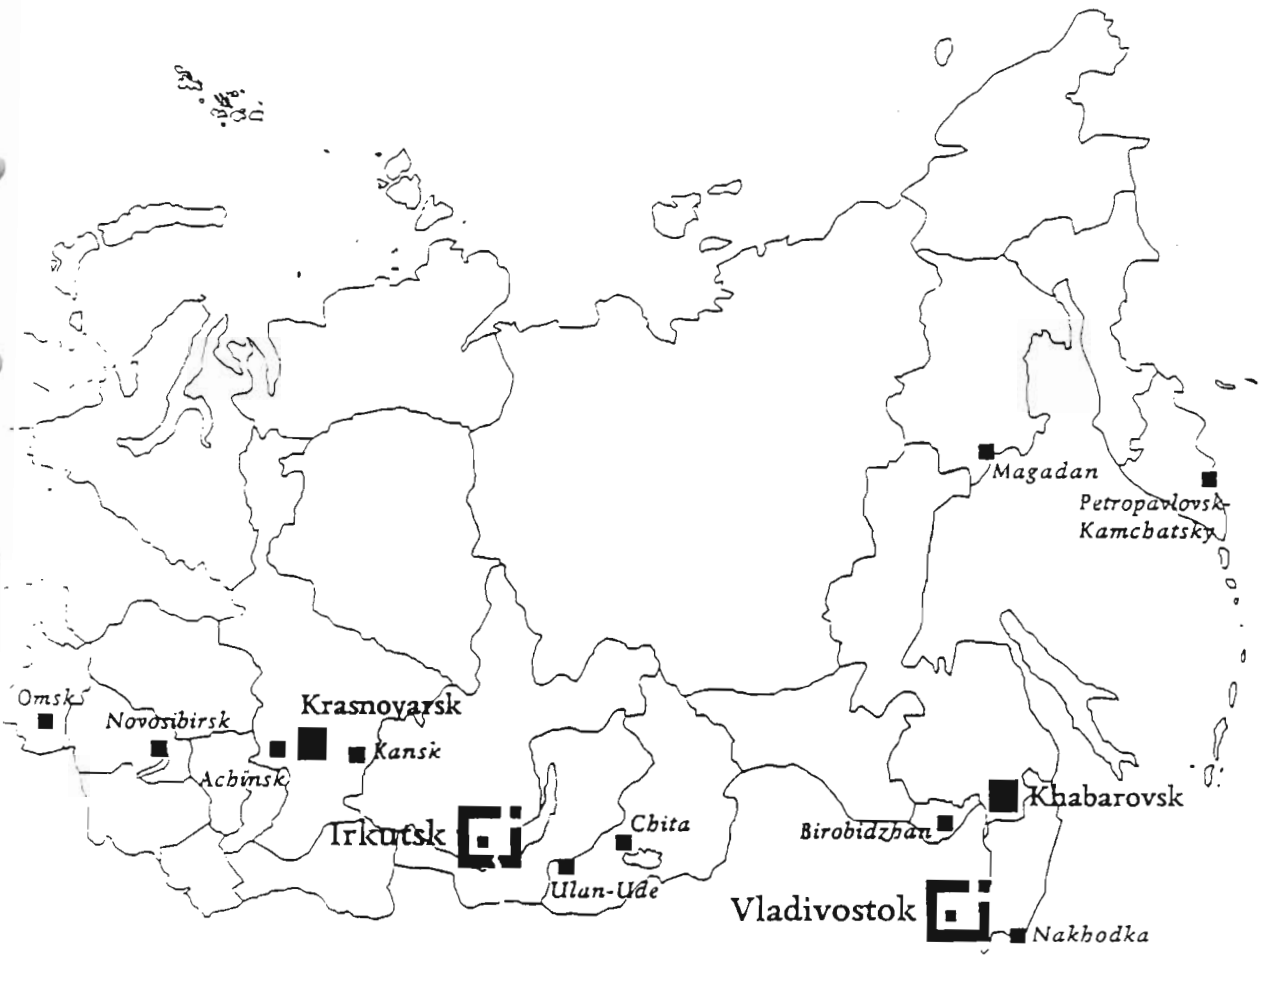 Magadan
Petropavlovsk-
Kamchatsky
Omsk
Krasnoyarsk
Novosibirsk
Kansk
Achinsk
Khabarovsk
Irkutsk
Chita
Birobidzhan
Ulan-Ude
Vladivostok
Nakhodka